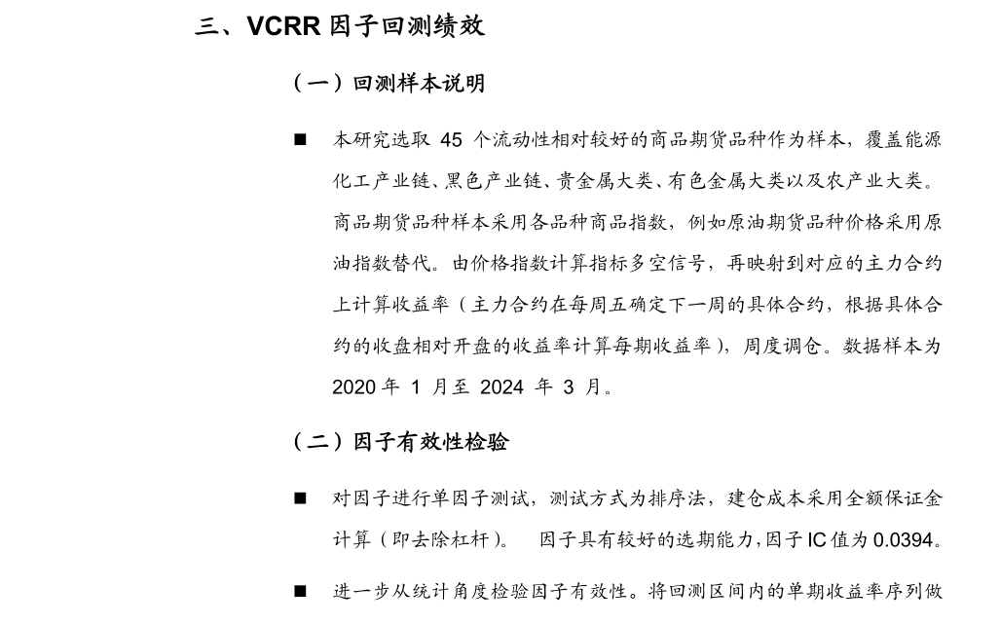 三、VCRR 因子回测绩效
（一）回测样本说明
■ 本研究选取 45 个流动性相对较好的商品期货品种作为样本，覆盖能源
化工产业链、黑色产业链、贵金属大类、有色金属大类以及农产业大类。
商品期货品种样本采用各品种商品指数，例如原油期货品种价格采用原
油指数替代。由价格指数计算指标多空信号，再映射到对应的主力合约
上计算收益率（主力合约在每周五确定下一周的具体合约，根据具体合
约的收盘相对开盘的收益率计算每期收益率），周度调仓。数据样本为
2020 年 1 月至 2024 年 3 月。
（二）因子有效性检验
■ 对因子进行单因子测试，测试方式为排序法，建仓成本采用全额保证金
计算（即去除杠杆）。 因子具有较好的选期能力,因子 IC 值为 0.0394。
■ 进一步从统计角度检验因子有效性。将回测区间内的单期收益率序列做